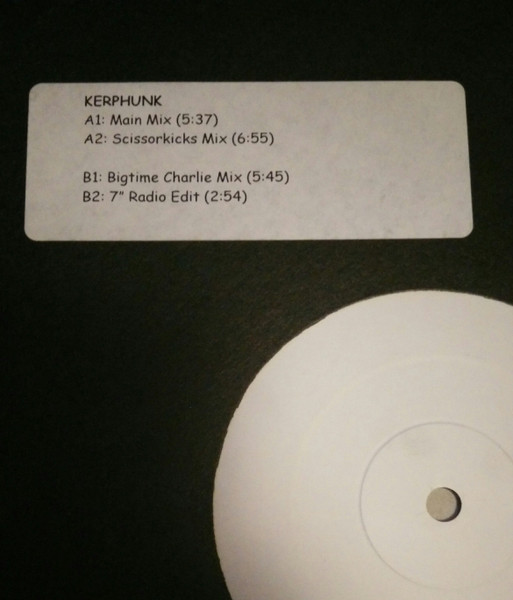 KERPHUNK
A1: Main Mix (5:37)
A2: Scissorkicks Mix (6:55)
B1: Bigtime Charlie Mix (5:45)
B2: 7" Radio Edit (2:54)